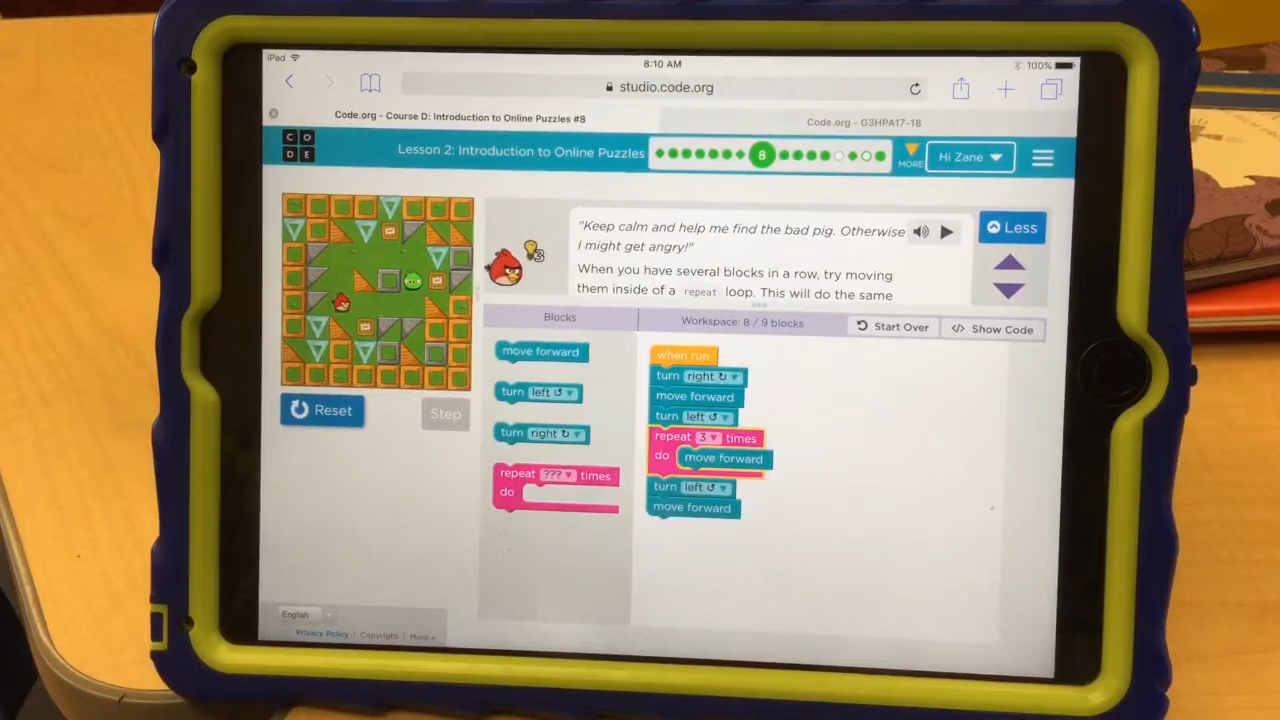 iPad
8:10 AM
100%
studio.code.org
Code.org - Course D: Introduction to Online Puzzles #8
Code.org - G3HPA17-18
C O
D E
Lesson 2: Introduction to Online Puzzles
8
MORE
Hi Zane
"Keep calm and help me find the bad pig. Otherwise
I might get angry!"
When you have several blocks in a row, try moving
them inside of a repeat loop. This will do the same
3
Less
Blocks
Workspace: 8 / 9 blocks
Start Over
</> Show Code
move forward
turn left
turn right
repeat ??? times
do
when run
turn right
move forward
turn left
repeat 3 times
do move forward
turn left
move forward
Reset
Step
English
Privacy Policy | Copyright | More